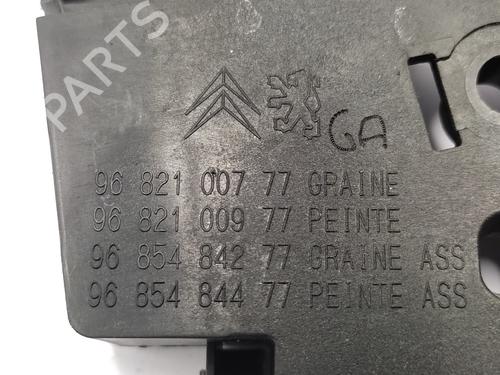 PARTS
GA
96 821 007 77 GRAINE
96 821 009 77 PEINTE
96 854 842 77 GRAINE ASS
96 854 844 77 PEINTE ASS